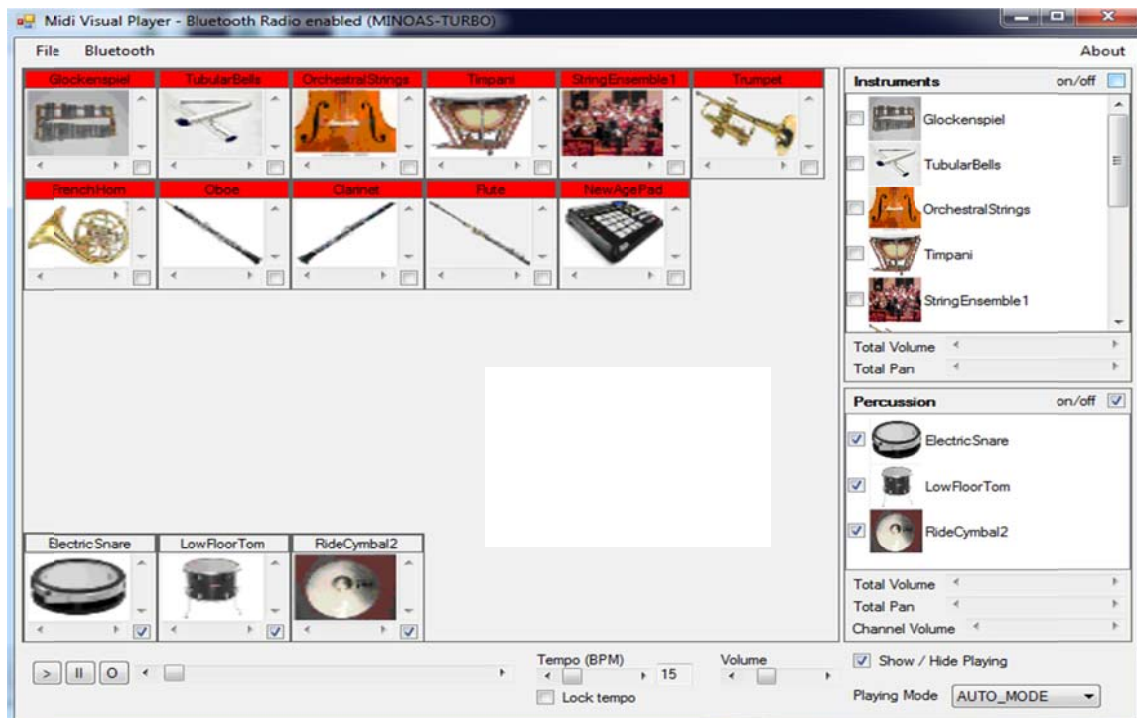 Midi Visual Player - Bluetooth Radio enabled (MINOAS-TURBO)
File Bluetooth About
Glockenspiel TubularBells OrchestralStrings Timpani StringEnsemble1 Trumpet
FrenchHorn Oboe Clarinet Flute NewAgePad
ElectricSnare LowFloorTom RideCymbal2
Instruments on/off
Glockenspiel
TubularBells
OrchestralStrings
Timpani
StringEnsemble1
Total Volume
Total Pan
Percussion on/off
ElectricSnare
LowFloorTom
RideCymbal2
Total Volume
Total Pan
Channel Volume
> II O
Tempo (BPM)
15
Lock tempo
Volume
Show / Hide Playing
Playing Mode AUTO_MODE